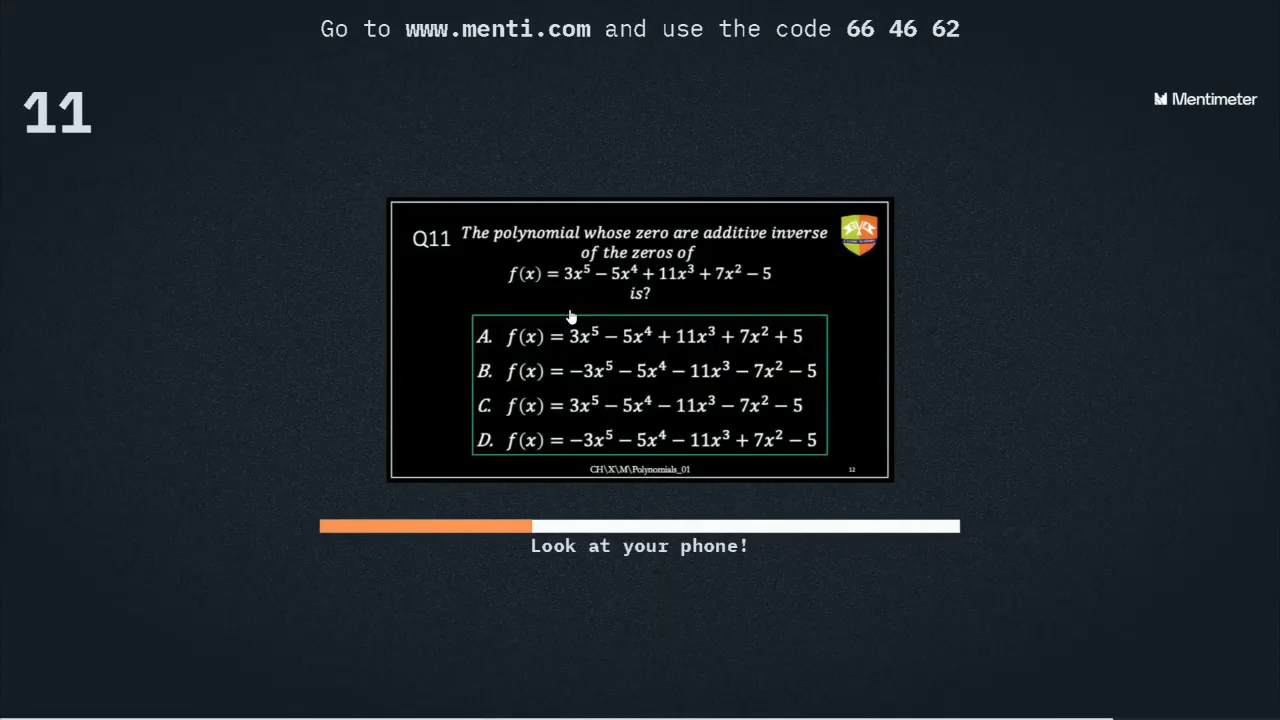 Go to www.menti.com and use the code 66 46 62
11
Mentimeter
Q11 The polynomial whose zero are additive inverse
of the zeros of
f(x) = 3x⁵ − 5x⁴ + 11x³ + 7x² − 5
is?
A. f(x) = 3x⁵ − 5x⁴ + 11x³ + 7x² + 5
B. f(x) = −3x⁵ − 5x⁴ − 11x³ − 7x² − 5
C. f(x) = 3x⁵ − 5x⁴ − 11x³ − 7x² − 5
D. f(x) = −3x⁵ − 5x⁴ − 11x³ + 7x² − 5
CH\X\M\Polynomials_01
12
Look at your phone!